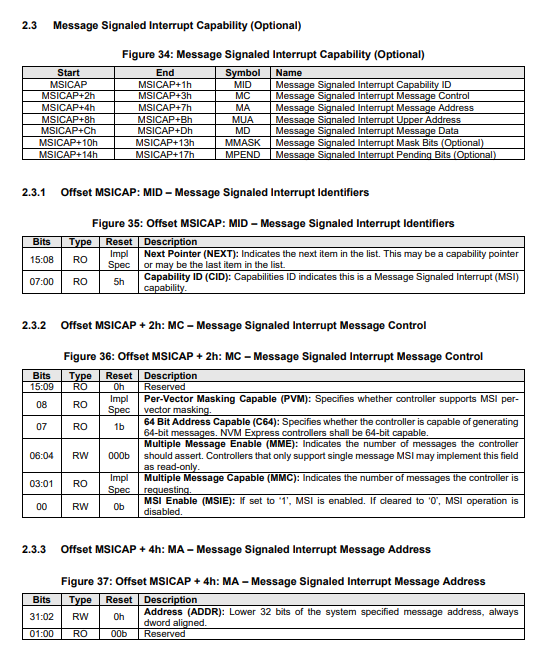 2.3 Message Signaled Interrupt Capability (Optional)
Figure 34: Message Signaled Interrupt Capability (Optional)
Start End Symbol Name
MSICAP MSICAP+1h MID Message Signaled Interrupt Capability ID
MSICAP+2h MSICAP+3h MC Message Signaled Interrupt Message Control
MSICAP+4h MSICAP+7h MA Message Signaled Interrupt Message Address
MSICAP+8h MSICAP+Bh MUA Message Signaled Interrupt Upper Address
MSICAP+Ch MSICAP+Dh MD Message Signaled Interrupt Message Data
MSICAP+10h MSICAP+13h MMASK Message Signaled Interrupt Mask Bits (Optional)
MSICAP+14h MSICAP+17h MPEND Message Signaled Interrupt Pending Bits (Optional)
2.3.1 Offset MSICAP: MID – Message Signaled Interrupt Identifiers
Figure 35: Offset MSICAP: MID – Message Signaled Interrupt Identifiers
Bits Type Reset Description
15:08 RO Impl Spec Next Pointer (NEXT): Indicates the next item in the list. This may be a capability pointer
or may be the last item in the list.
07:00 RO 5h Capability ID (CID): Capabilities ID indicates this is a Message Signaled Interrupt (MSI)
capability.
2.3.2 Offset MSICAP + 2h: MC – Message Signaled Interrupt Message Control
Figure 36: Offset MSICAP + 2h: MC – Message Signaled Interrupt Message Control
Bits Type Reset Description
15:09 RO 0h Reserved
08 RO Impl Spec Per-Vector Masking Capable (PVM): Specifies whether controller supports MSI per-
vector masking.
07 RO 1b 64 Bit Address Capable (C64): Specifies whether the controller is capable of generating
64-bit messages. NVM Express controllers shall be 64-bit capable.
06:04 RW 000b Multiple Message Enable (MME): Indicates the number of messages the controller
should assert. Controllers that only support single message MSI may implement this field
as read-only.
03:01 RO Impl Spec Multiple Message Capable (MMC): Indicates the number of messages the controller is
requesting.
00 RW 0b MSI Enable (MSIE): If set to ‘1’, MSI is enabled. If cleared to ‘0’, MSI operation is
disabled.
2.3.3 Offset MSICAP + 4h: MA – Message Signaled Interrupt Message Address
Figure 37: Offset MSICAP + 4h: MA – Message Signaled Interrupt Message Address
Bits Type Reset Description
31:02 RW 0h Address (ADDR): Lower 32 bits of the system specified message address, always
dword aligned.
01:00 RO 00b Reserved